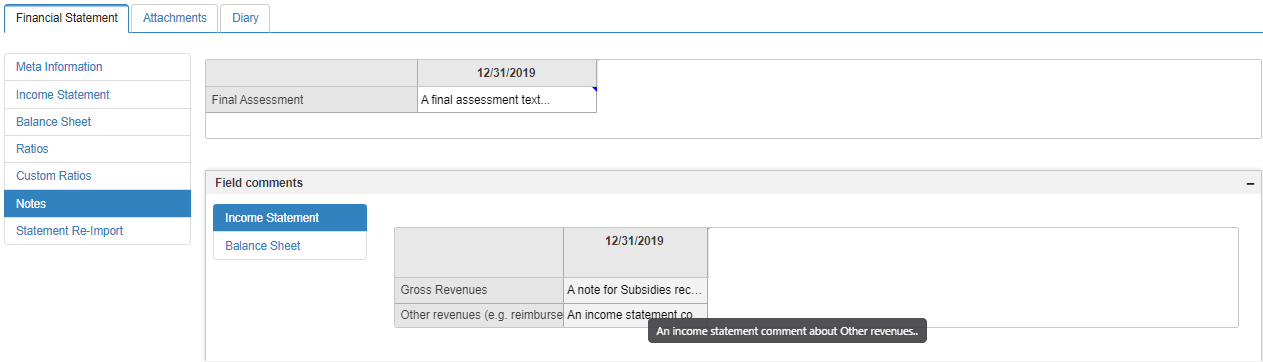 Financial Statement
Attachments
Diary
Meta Information
Income Statement
Balance Sheet
Ratios
Custom Ratios
Notes
Statement Re-Import
12/31/2019
Final Assessment
A final assessment text...
Field comments
Income Statement
Balance Sheet
12/31/2019
Gross Revenues
A note for Subsidies rec...
Other revenues (e.g. reimburse
An income statement co
An income statement comment about Other revenues..